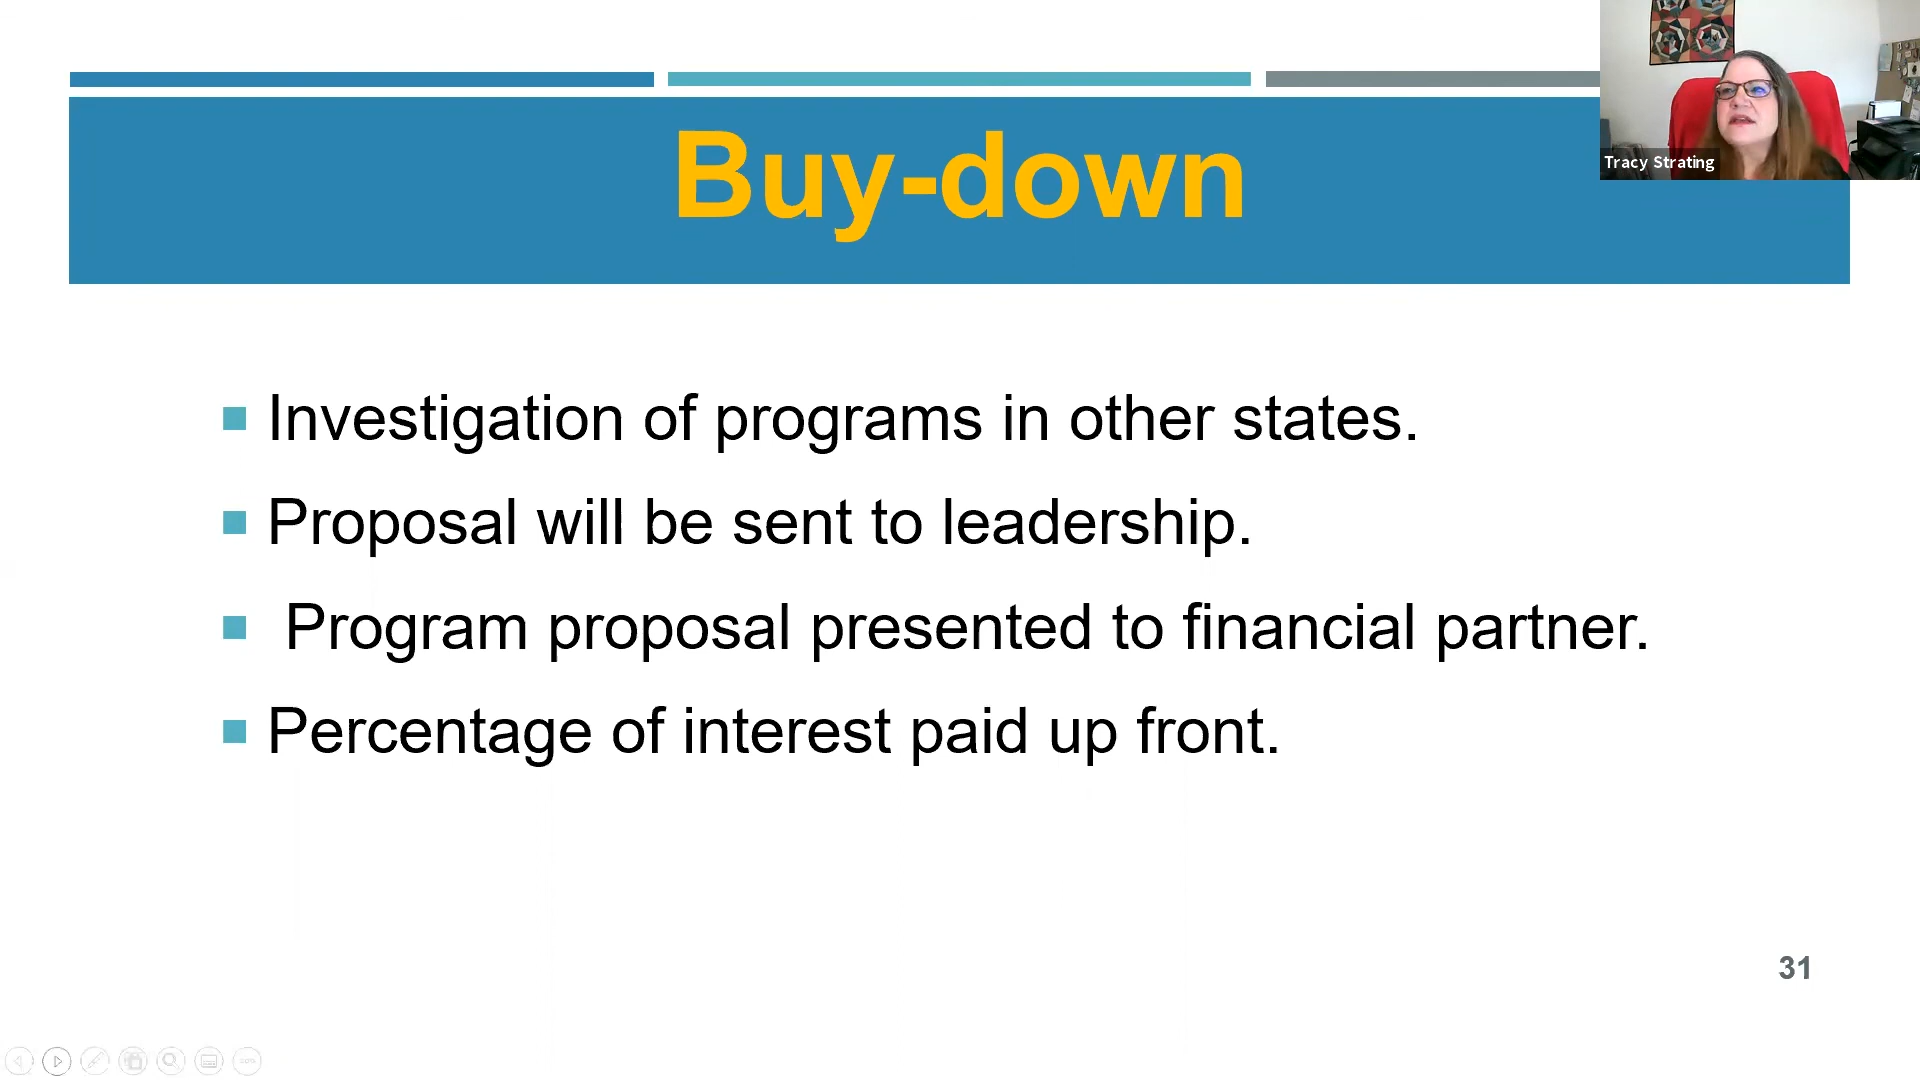 Buy-down
Tracy Strating
Investigation of programs in other states.
Proposal will be sent to leadership.
Program proposal presented to financial partner.
Percentage of interest paid up front.
31